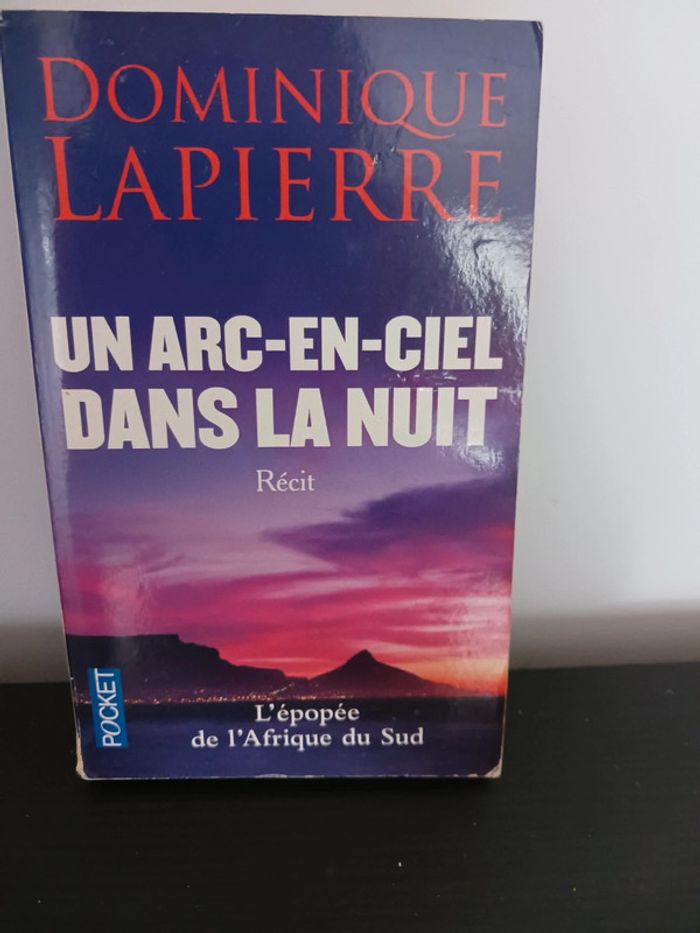 DOMINIQUE
LAPIERRE
UN ARC-EN-CIEL
DANS LA NUIT
Récit
L'épopée
de l'Afrique du Sud
POCKET